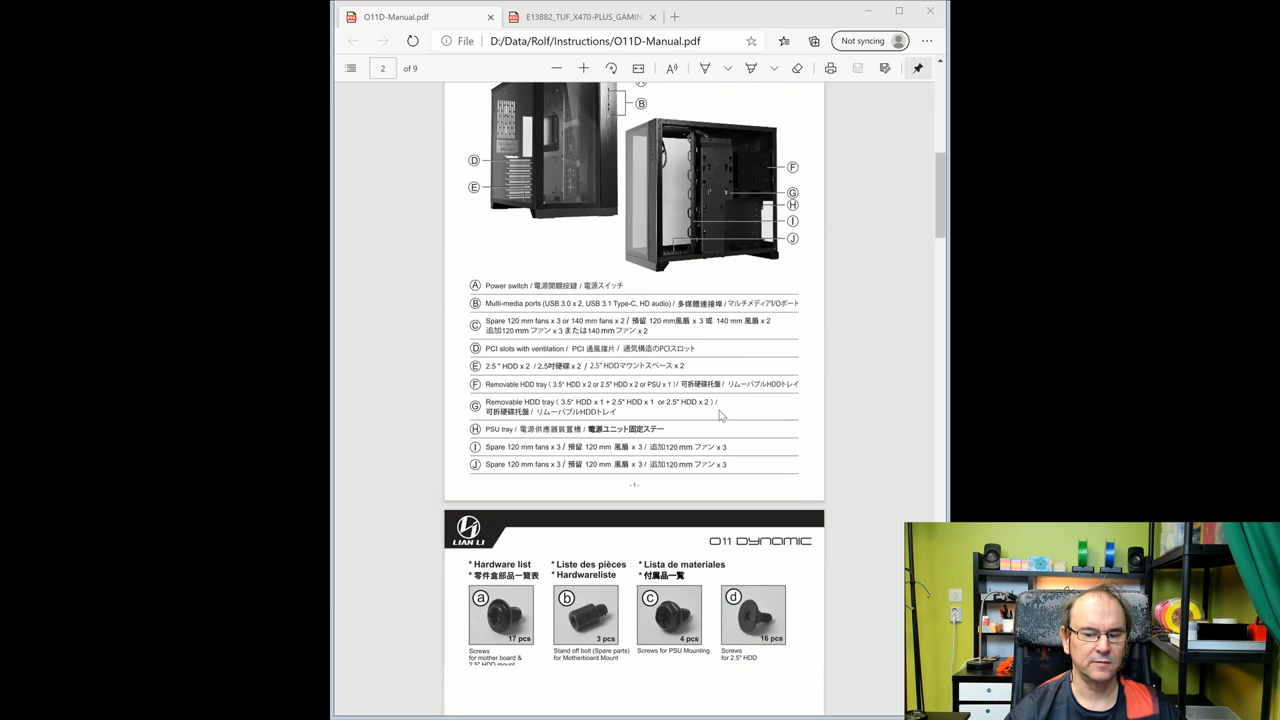 O11D-Manual.pdf
E13882_TUF_X470-PLUS_GAMIN
File
D:/Data/Rolf/Instructions/O11D-Manual.pdf
Not syncing
2 of 9
B
D
E
F
G
H
I
J
A Power switch / 電源開關按鍵 / 電源スイッチ
B Multi-media ports (USB 3.0 x 2, USB 3.1 Type-C, HD audio) / 多媒體連接埠 / マルチメディアI/Oポート
C Spare 120 mm fans x 3 or 140 mm fans x 2 / 預留 120 mm風扇 x 3 或 140 mm 風扇 x 2
追加120 mm ファン x 3 または140 mm ファン x 2
D PCI slots with ventilation / PCI 通風擋片 / 通気構造のPCIスロット
E 2.5 " HDD x 2 / 2.5吋硬碟 x 2 / 2.5" HDDマウントスペース x 2
F Removable HDD tray ( 3.5" HDD x 2 or 2.5" HDD x 2 or PSU x 1 ) / 可拆硬碟托盤 / リムーバブルHDDトレイ
G Removable HDD tray ( 3.5" HDD x 1 + 2.5" HDD x 1 or 2.5" HDD x 2 ) /
可拆硬碟托盤 / リムーバブルHDDトレイ
H PSU tray / 電源供應器裝置槽 / 電源ユニット固定ステー
I Spare 120 mm fans x 3 / 預留 120 mm 風扇 x 3 / 追加120 mm ファン x 3
J Spare 120 mm fans x 3 / 預留 120 mm 風扇 x 3 / 追加120 mm ファン x 3
- 1 -
LIAN LI
O11 DYNAMIC
* Hardware list * Liste des pièces * Lista de materiales
* 零件盒部品一覽表 * Hardwareliste * 付属品一覧
a b c d
17 pcs 3 pcs 4 pcs 16 pcs
Screws
for mother board &
2.5" HDD mount
Stand off bolt (Spare parts)
for Motherboard Mount
Screws for PSU Mounting
Screws
for 2.5" HDD